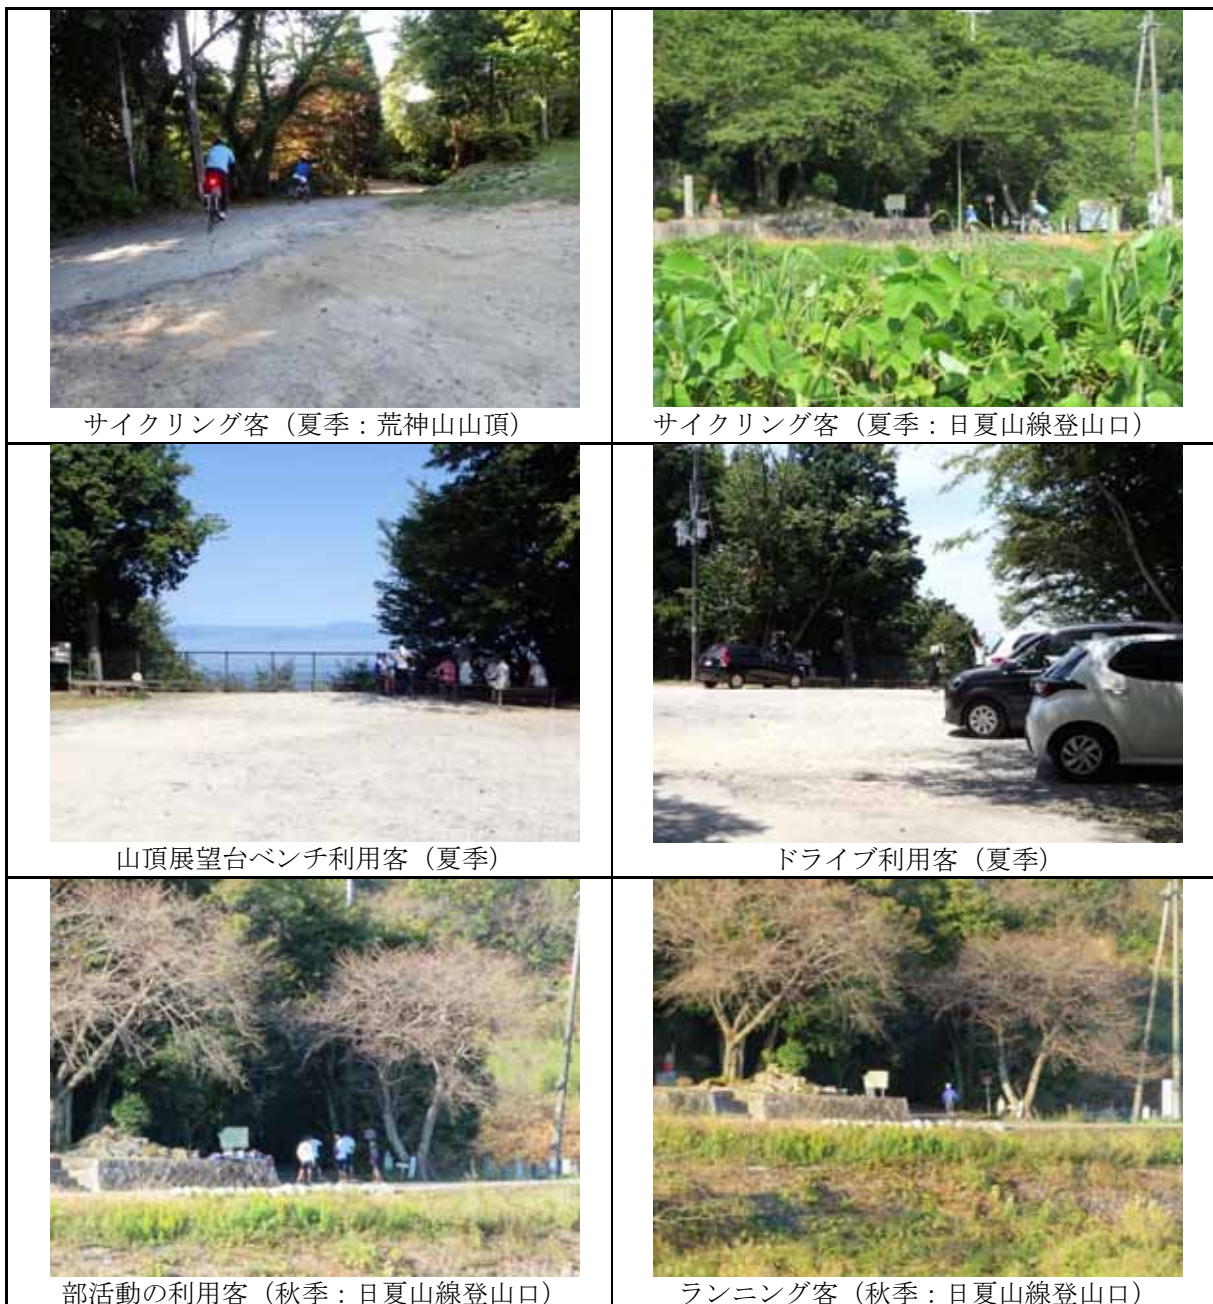 サイクリング客（夏季：荒神山山頂）
サイクリング客（夏季：日夏山線登山口）
山頂展望台ベンチ利用客（夏季）
ドライブ利用客（夏季）
部活動の利用客（秋季：日夏山線登山口）
ランニング客（秋季：日夏山線登山口）